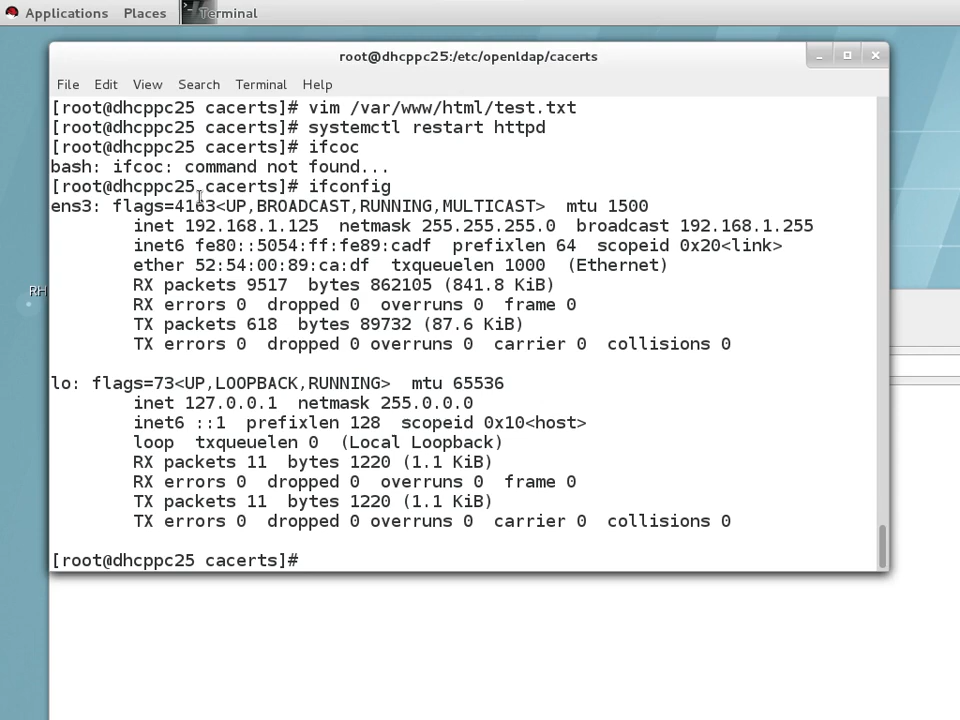 Applications Places Terminal
root@dhcppc25:/etc/openldap/cacerts
File Edit View Search Terminal Help
[root@dhcppc25 cacerts]# vim /var/www/html/test.txt
[root@dhcppc25 cacerts]# systemctl restart httpd
[root@dhcppc25 cacerts]# ifcoc
bash: ifcoc: command not found...
[root@dhcppc25 cacerts]# ifconfig
ens3: flags=4163<UP,BROADCAST,RUNNING,MULTICAST>  mtu 1500
        inet 192.168.1.125  netmask 255.255.255.0  broadcast 192.168.1.255
        inet6 fe80::5054:ff:fe89:cadf  prefixlen 64  scopeid 0x20<link>
        ether 52:54:00:89:ca:df  txqueuelen 1000  (Ethernet)
        RX packets 9517  bytes 862105 (841.8 KiB)
        RX errors 0  dropped 0  overruns 0  frame 0
        TX packets 618  bytes 89732 (87.6 KiB)
        TX errors 0  dropped 0 overruns 0  carrier 0  collisions 0
lo: flags=73<UP,LOOPBACK,RUNNING>  mtu 65536
        inet 127.0.0.1  netmask 255.0.0.0
        inet6 ::1  prefixlen 128  scopeid 0x10<host>
        loop  txqueuelen 0  (Local Loopback)
        RX packets 11  bytes 1220 (1.1 KiB)
        RX errors 0  dropped 0  overruns 0  frame 0
        TX packets 11  bytes 1220 (1.1 KiB)
        TX errors 0  dropped 0 overruns 0  carrier 0  collisions 0
[root@dhcppc25 cacerts]#
RH